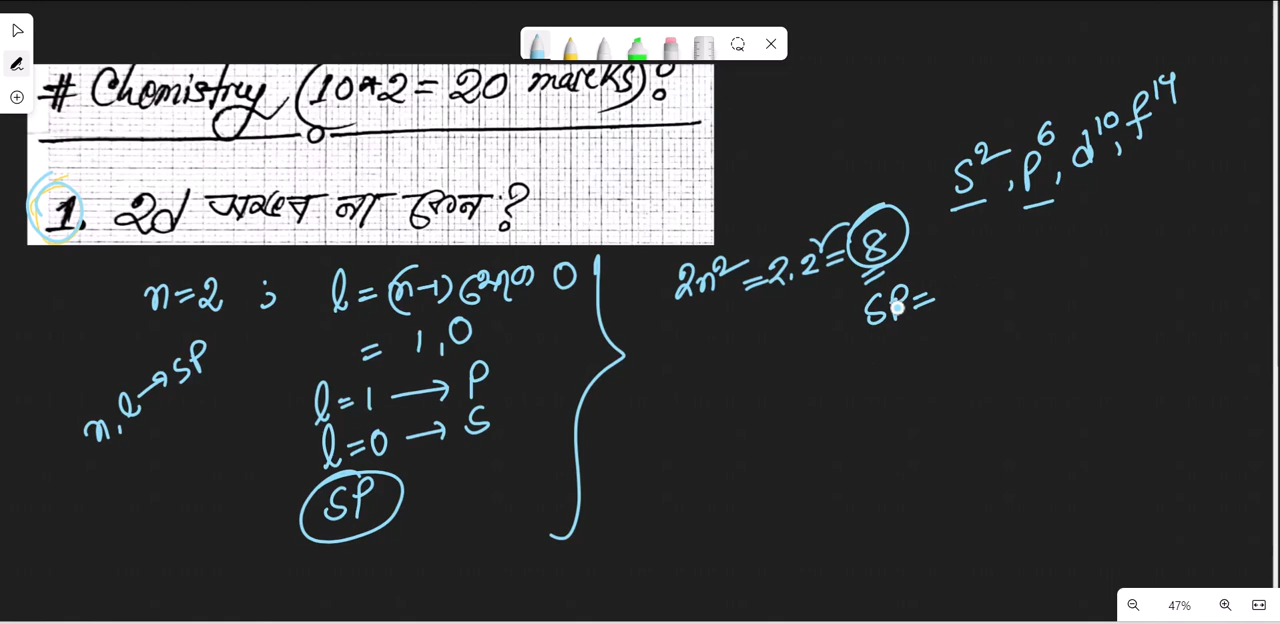 # Chemistry (10*2 = 20 marks):
1. 2d সম্ভব না কেন?
n=2 ; l = (n-1) থেকে 0
= 1,0
l=1 → P
l=0 → S
SP
n, l → SP
2n² = 2.2² = 8
SP =
S², P⁶, d¹⁰, f¹⁴
47%